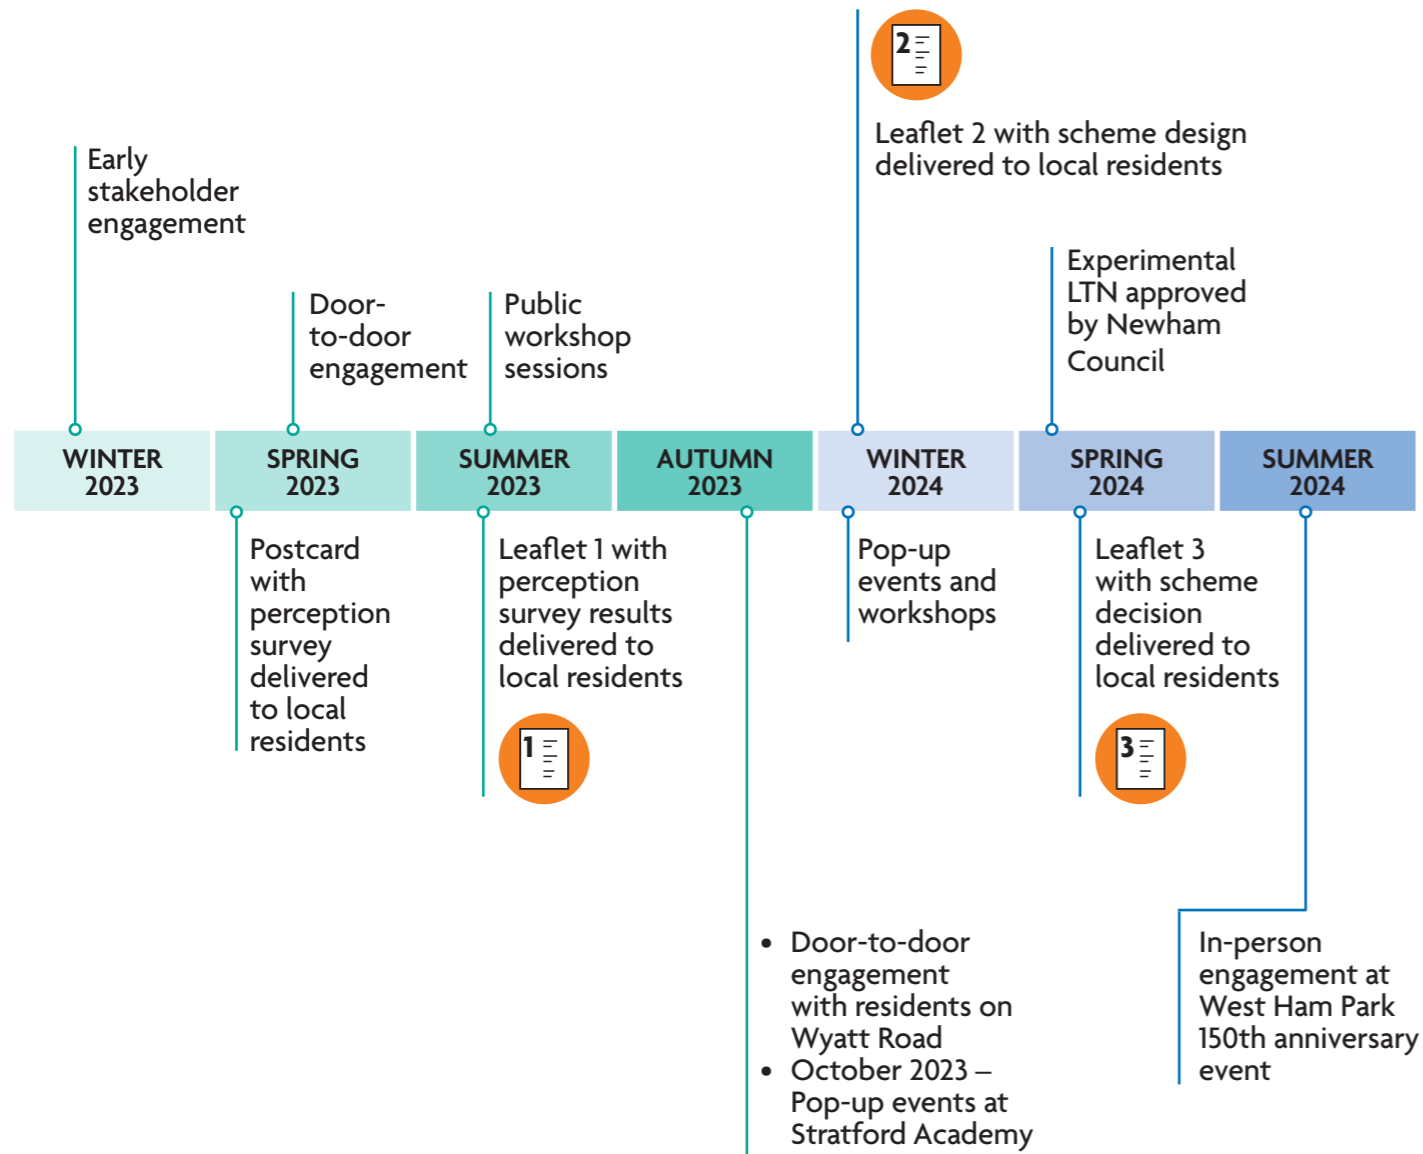 2
Leaflet 2 with scheme design
delivered to local residents
Early
stakeholder
engagement
Door-
to-door
engagement
Public
workshop
sessions
Experimental
LTN approved
by Newham
Council
WINTER
2023
SPRING
2023
SUMMER
2023
AUTUMN
2023
WINTER
2024
SPRING
2024
SUMMER
2024
Postcard
with
perception
survey
delivered
to local
residents
Leaflet 1 with
perception
survey results
delivered to
local residents
1
Pop-up
events and
workshops
Leaflet 3
with scheme
decision
delivered to
local residents
3
• Door-to-door
engagement
with residents on
Wyatt Road
• October 2023 –
Pop-up events at
Stratford Academy
In-person
engagement at
West Ham Park
150th anniversary
event